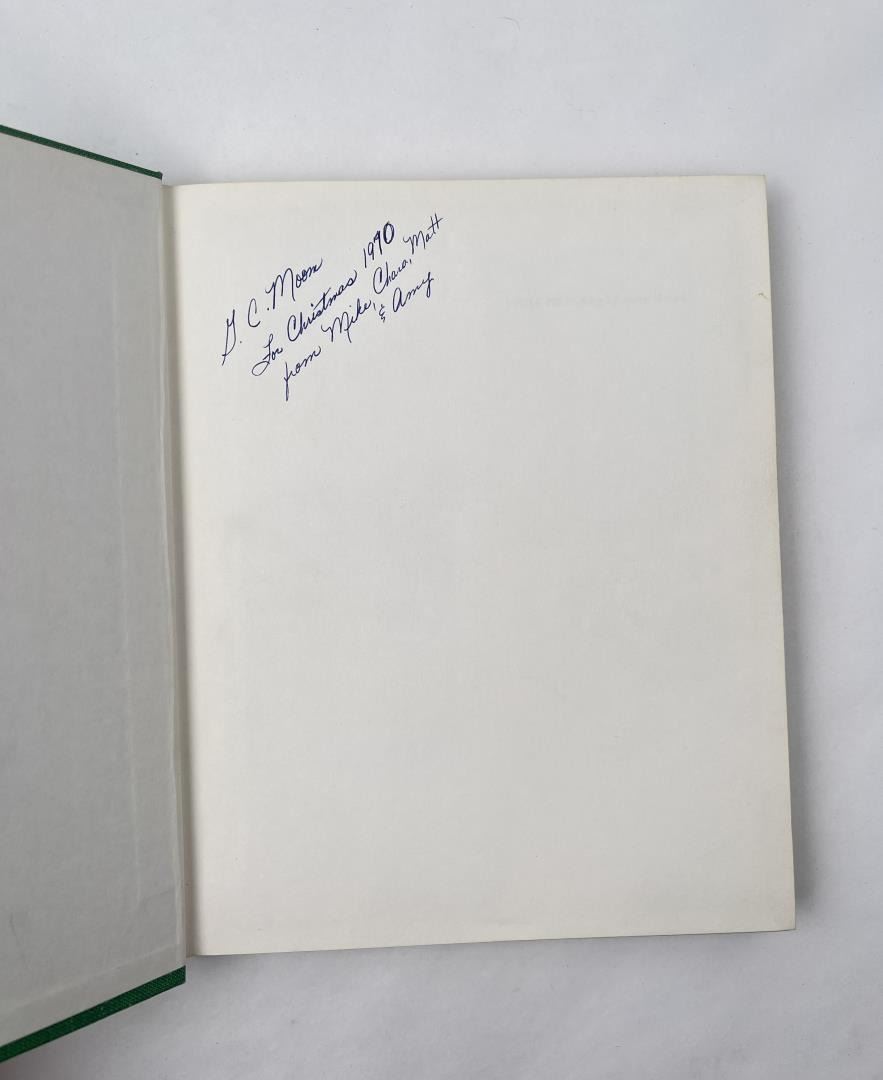 G. C. Moon
For Christmas 1970
from Mike, Chara, Matt
& Amy